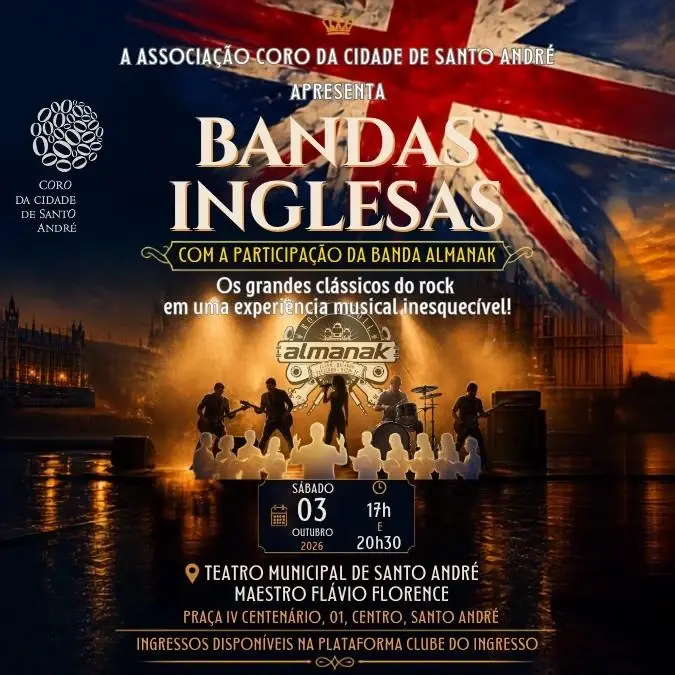 A ASSOCIAÇÃO CORO DA CIDADE DE SANTO ANDRÉ
APRESENTA
BANDAS
INGLESAS
CORO
DA CIDADE
DE SANTO
ANDRÉ
COM A PARTICIPAÇÃO DA BANDA ALMANAK
Os grandes clássicos do rock
em uma experiência musical inesquecível!
almanak
SÁBADO
03
OUTUBRO
2026
17h
E
20h30
TEATRO MUNICIPAL DE SANTO ANDRÉ
MAESTRO FLÁVIO FLORENCE
PRAÇA IV CENTENÁRIO, 01, CENTRO, SANTO ANDRÉ
INGRESSOS DISPONÍVEIS NA PLATAFORMA CLUBE DO INGRESSO